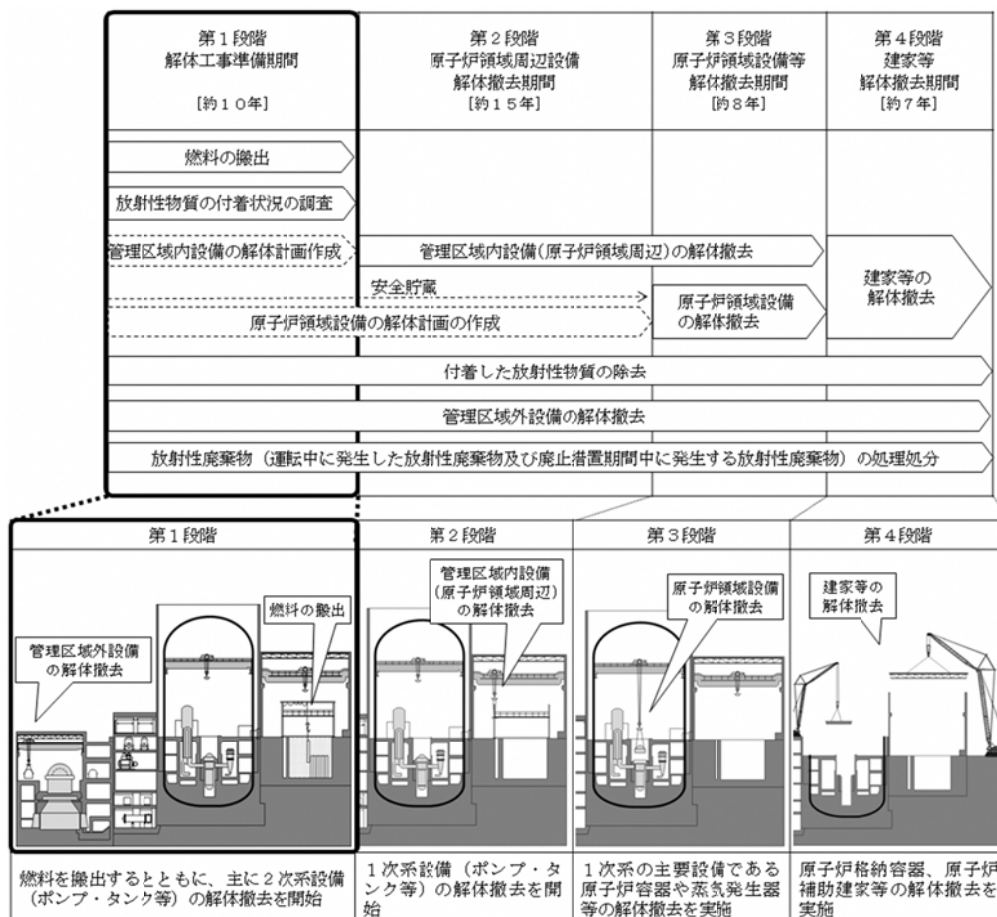 第1段階
解体工事準備期間
[約10年]
第2段階
原子炉領域周辺設備
解体撤去期間
[約15年]
第3段階
原子炉領域設備等
解体撤去期間
[約8年]
第4段階
建家等
解体撤去期間
[約7年]
燃料の搬出
放射性物質の付着状況の調査
管理区域内設備の解体計画作成
管理区域内設備(原子炉領域周辺)の解体撤去
安全貯蔵
原子炉領域設備の解体計画の作成
原子炉領域設備
の解体撤去
建家等の
解体撤去
付着した放射性物質の除去
管理区域外設備の解体撤去
放射性廃棄物(運転中に発生した放射性廃棄物及び廃止措置期間中に発生する放射性廃棄物)の処理処分
第1段階
第2段階
第3段階
第4段階
管理区域外設備
の解体撤去
燃料の搬出
管理区域内設備
(原子炉領域周辺)
の解体撤去
原子炉領域設備
の解体撤去
建家等の
解体撤去
燃料を搬出するとともに、主に2次系設備
(ポンプ・タンク等)の解体撤去を開始
1次系設備(ポンプ・タ
ンク等)の解体撤去を開
始
1次系の主要設備である
原子炉容器や蒸気発生器
等の解体撤去を実施
原子炉格納容器、原子炉
補助建家等の解体撤去を
実施